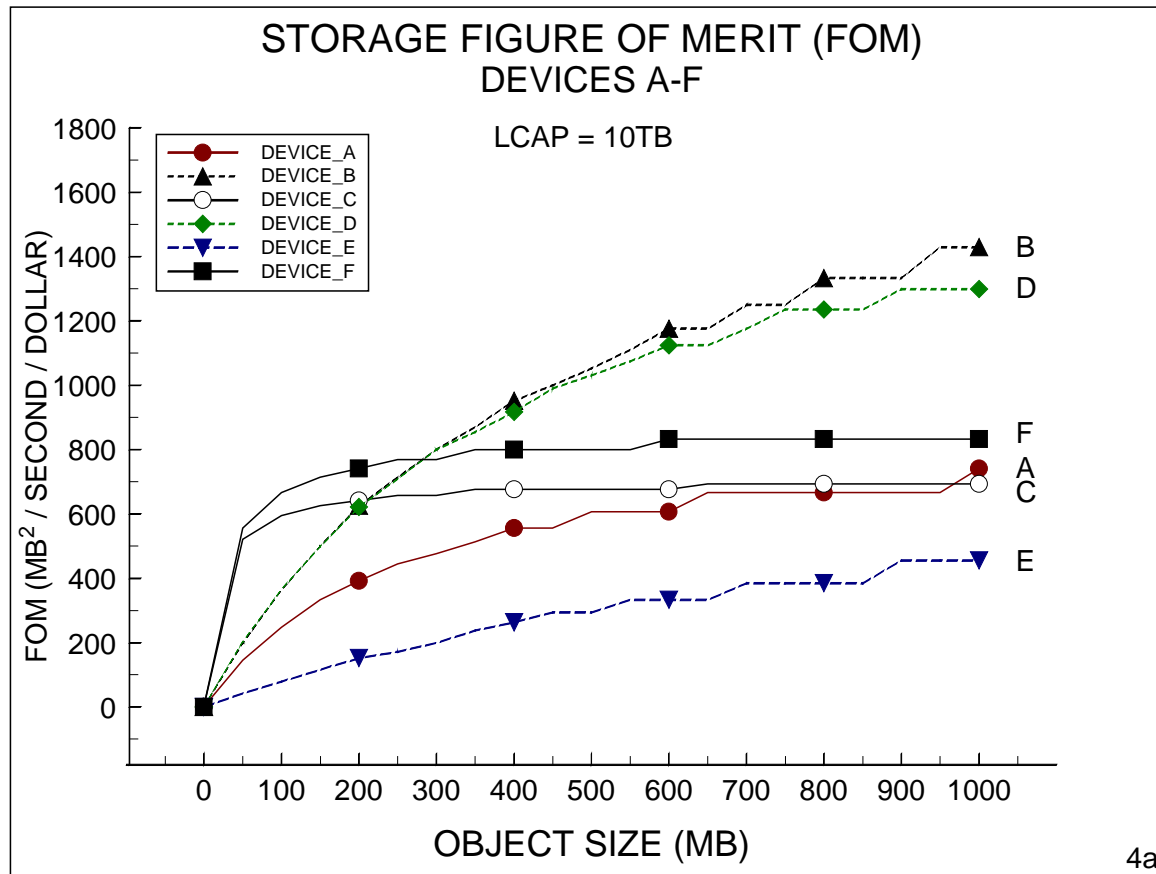 STORAGE FIGURE OF MERIT (FOM)
DEVICES A-F
LCAP = 10TB
1800
1600
1400
1200
1000
800
600
400
200
0
FOM (MB² / SECOND / DOLLAR)
DEVICE_A
DEVICE_B
DEVICE_C
DEVICE_D
DEVICE_E
DEVICE_F
B
D
F
A
C
E
0 100 200 300 400 500 600 700 800 900 1000
OBJECT SIZE (MB)
4a